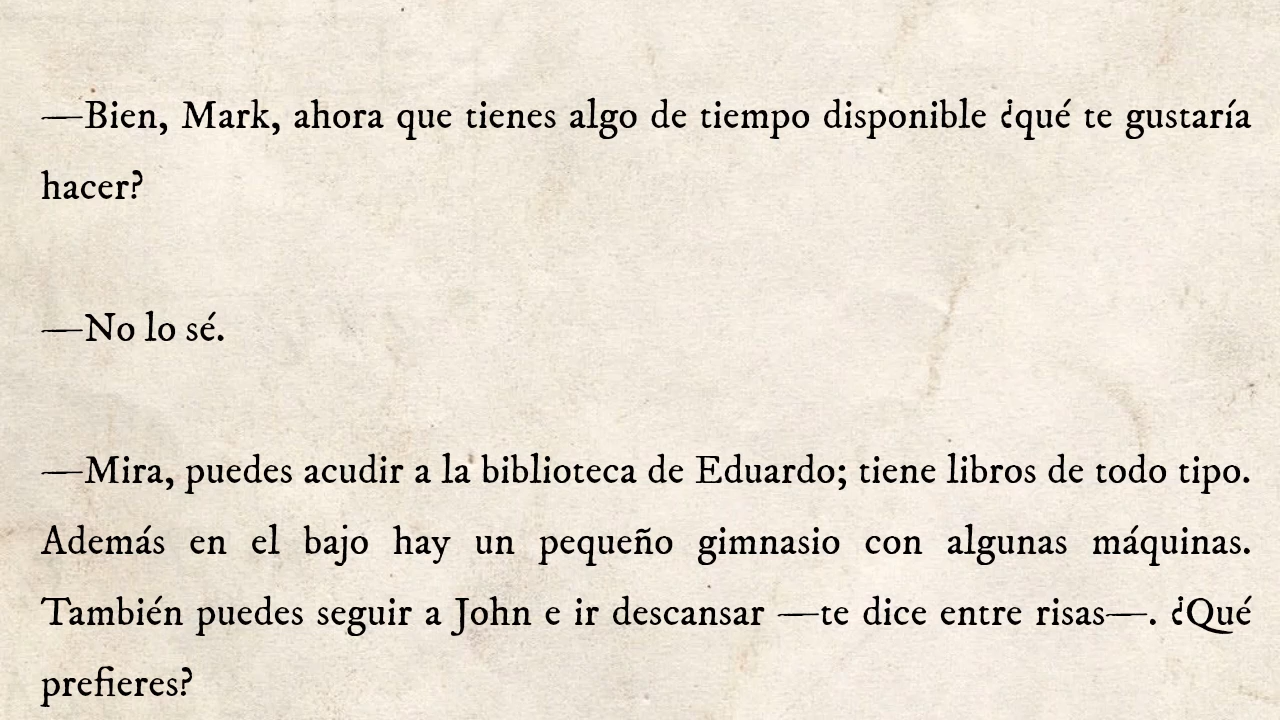 —Bien, Mark, ahora que tienes algo de tiempo disponible ¿qué te gustaría
hacer?
—No lo sé.
—Mira, puedes acudir a la biblioteca de Eduardo; tiene libros de todo tipo.
Además en el bajo hay un pequeño gimnasio con algunas máquinas.
También puedes seguir a John e ir descansar —te dice entre risas—. ¿Qué
prefieres?